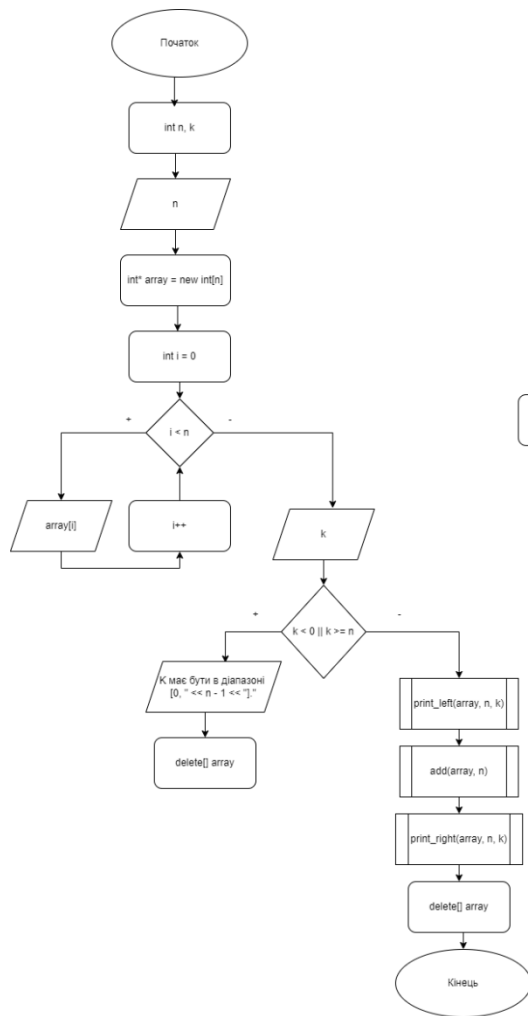 Початок
int n, k
n
int* array = new int[n]
int i = 0
+
i < n
-
array[i]
i++
k
+
k < 0 || k >= n
-
K має бути в діапазоні
[0, " << n - 1 << "]."
delete[] array
print_left(array, n, k)
add(array, n)
print_right(array, n, k)
delete[] array
Кінець